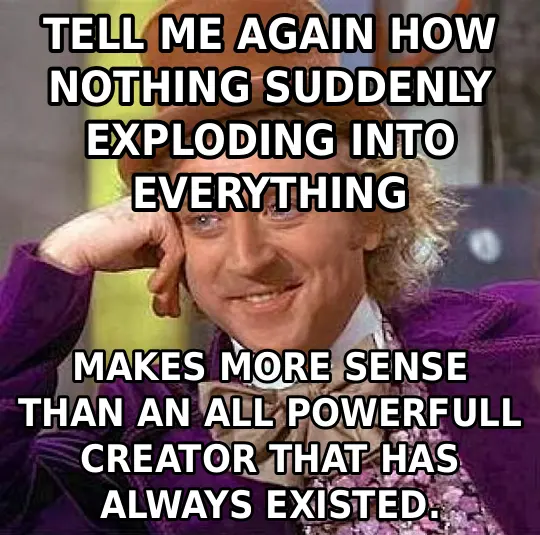 TELL ME AGAIN HOW
NOTHING SUDDENLY
EXPLODING INTO
EVERYTHING
MAKES MORE SENSE
THAN AN ALL POWERFULL
CREATOR THAT HAS
ALWAYS EXISTED.